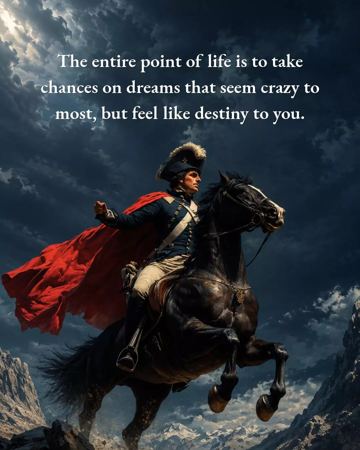 The entire point of life is to take
chances on dreams that seem crazy to
most, but feel like destiny to you.